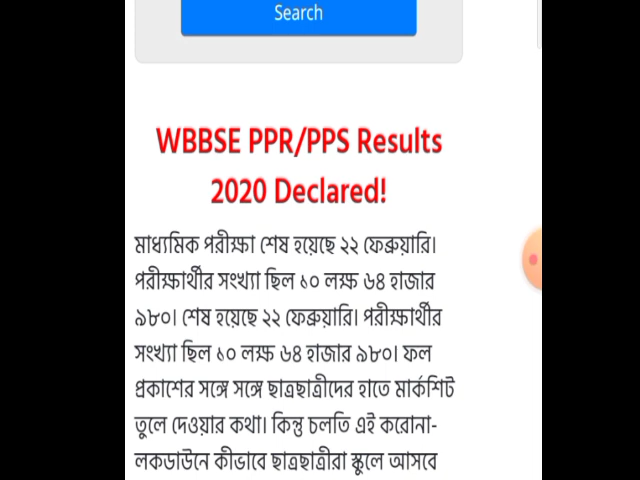 Search
WBBSE PPR/PPS Results
2020 Declared!
মাধ্যমিক পরীক্ষা শেষ হয়েছে ২২ ফেব্রুয়ারি।
পরীক্ষার্থীর সংখ্যা ছিল ১০ লক্ষ ৬৪ হাজার
৯৮০। শেষ হয়েছে ২২ ফেব্রুয়ারি। পরীক্ষার্থীর
সংখ্যা ছিল ১০ লক্ষ ৬৪ হাজার ৯৮০। ফল
প্রকাশের সঙ্গে সঙ্গে ছাত্রছাত্রীদের হাতে মার্কশিট
তুলে দেওয়ার কথা। কিন্তু চলতি এই করোনা-
লকডাউনে কীভাবে ছাত্রছাত্রীরা স্কুলে আসবে